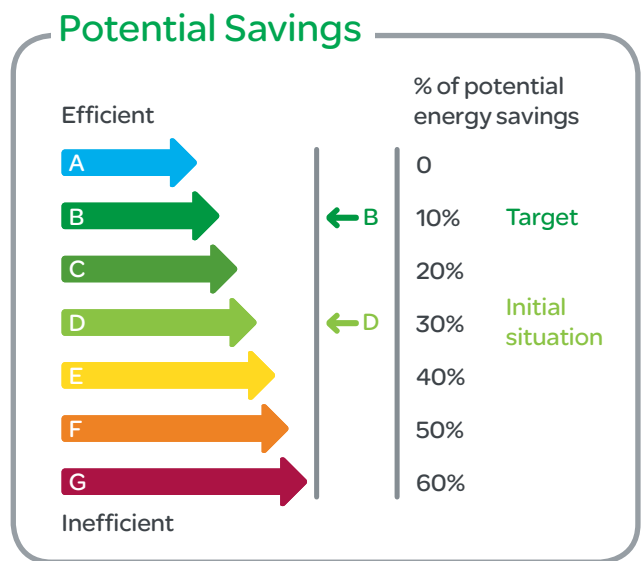 Potential Savings
% of potential
energy savings
Efficient
A
0
B
B
10%
Target
C
20%
D
D
30%
Initial
situation
E
40%
F
50%
G
60%
Inefficient